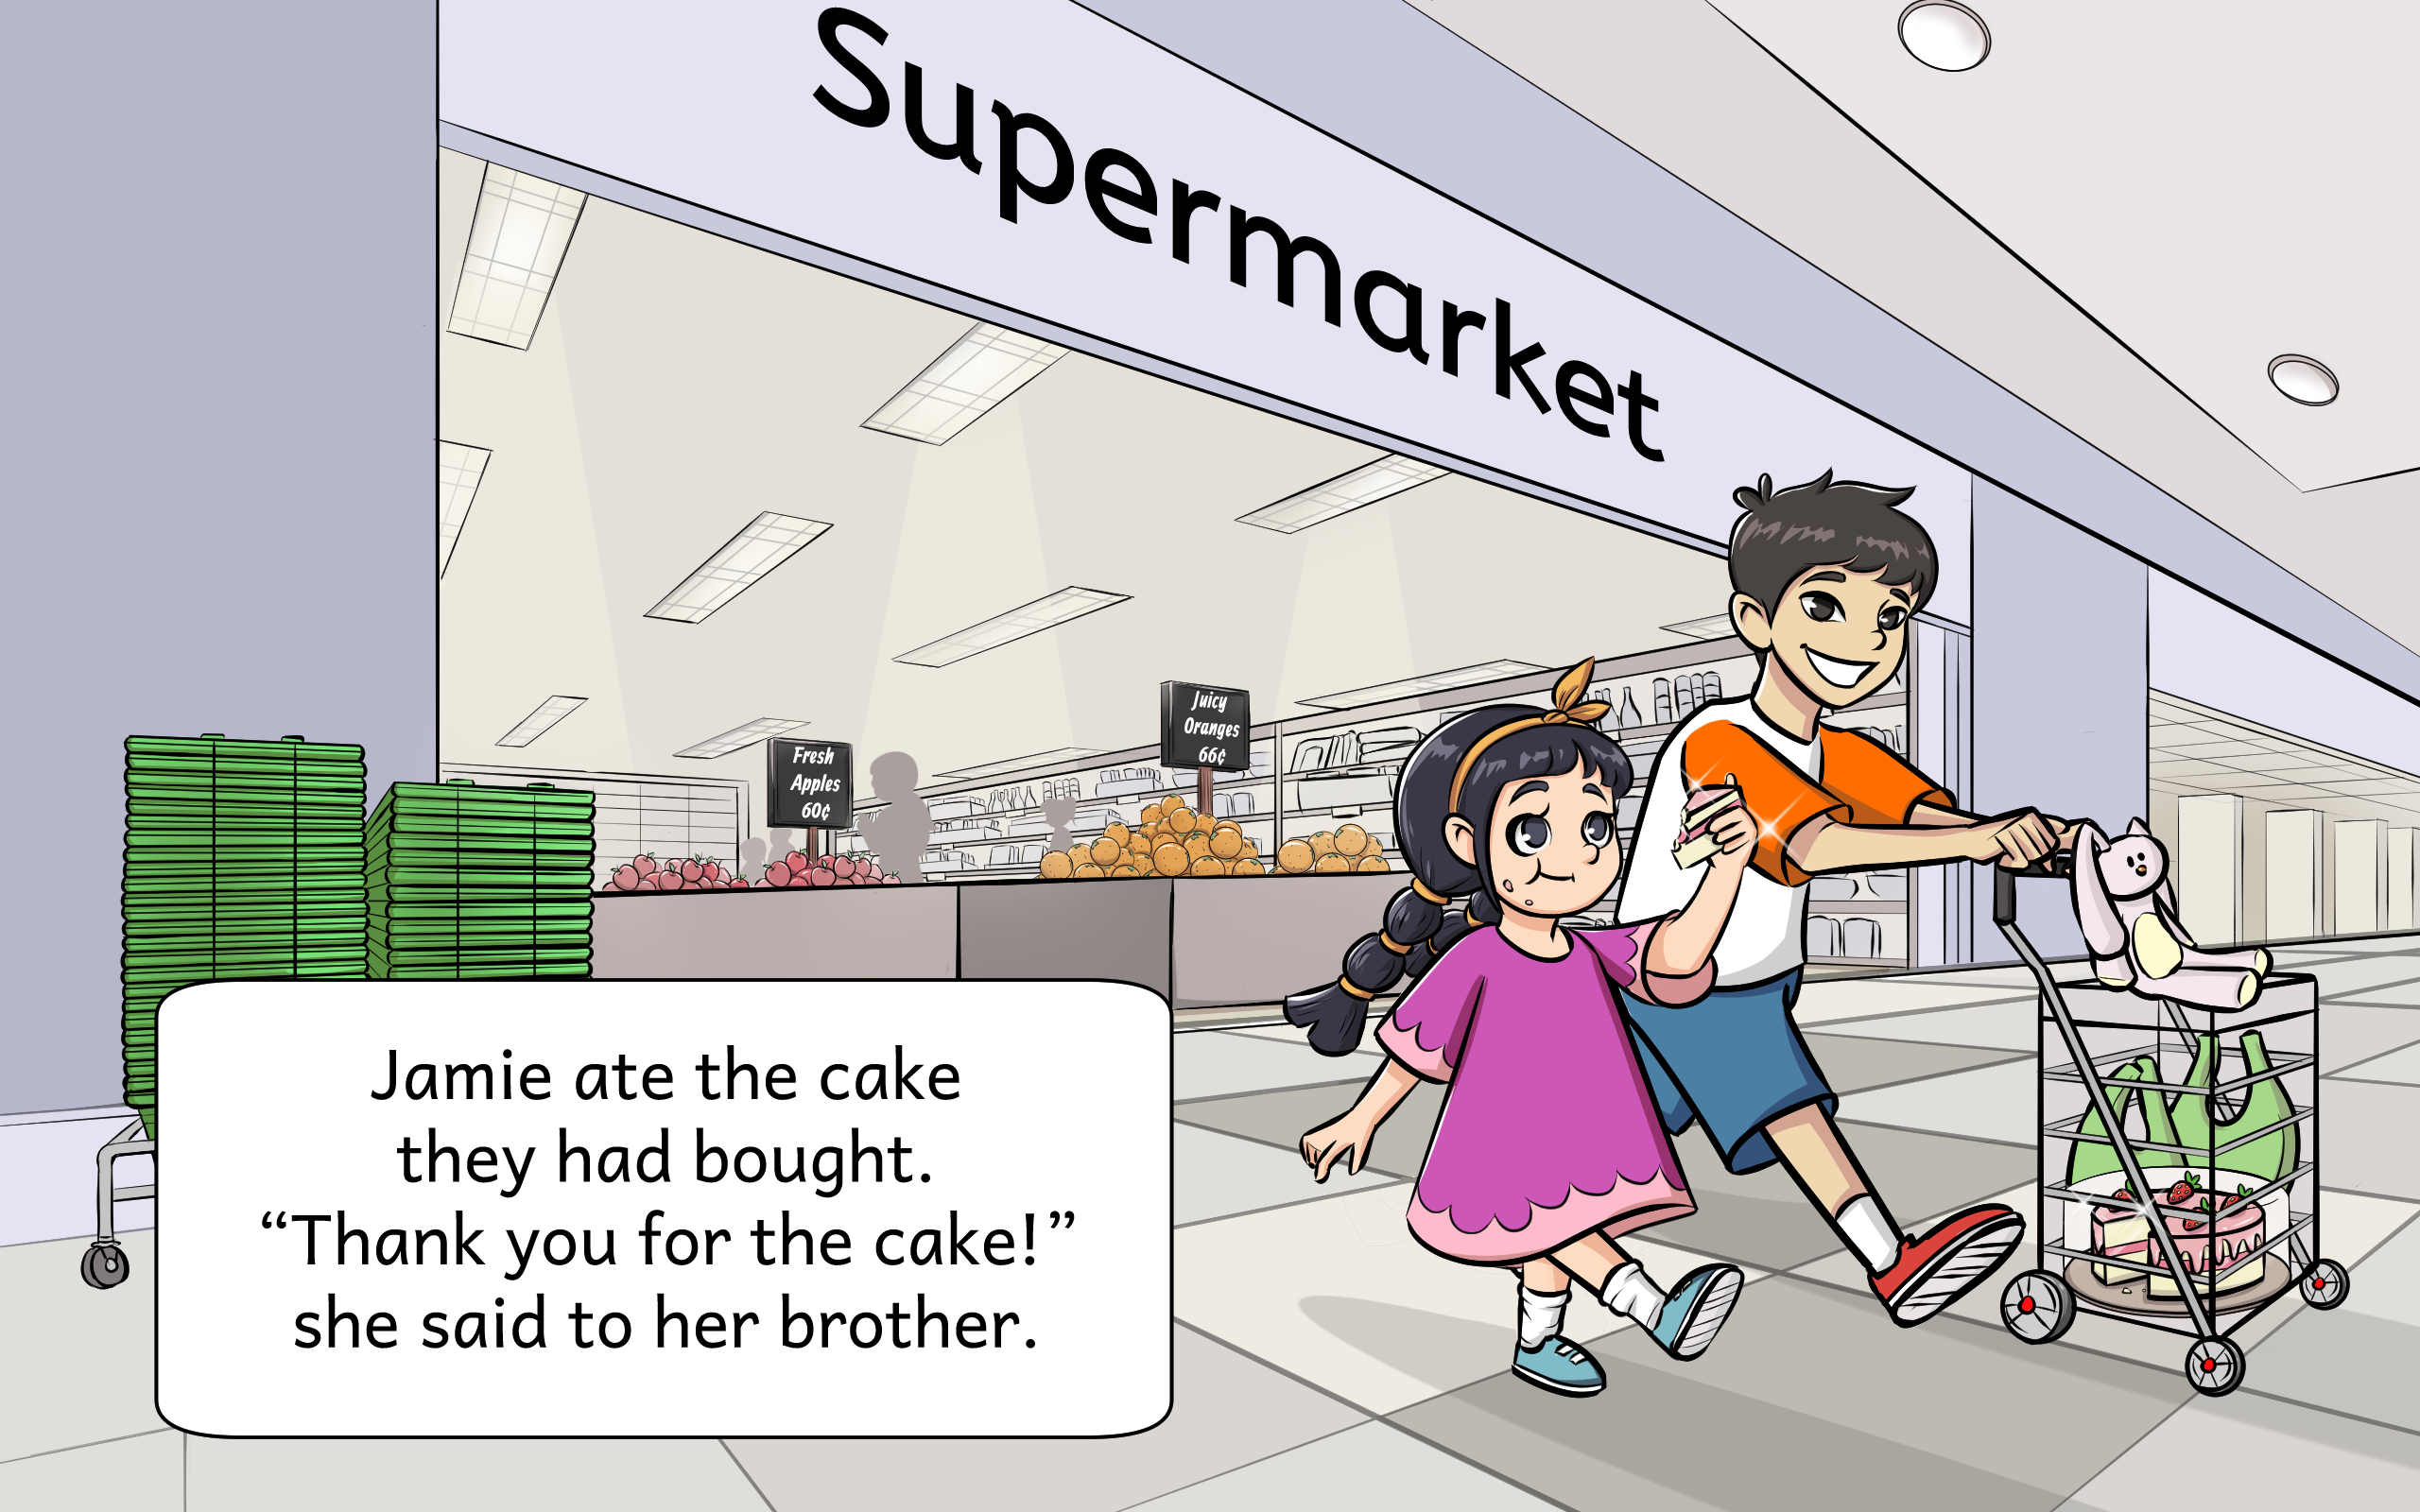 Supermarket
Fresh
Apples
60¢
Juicy
Oranges
66¢
Jamie ate the cake
they had bought.
“Thank you for the cake!”
she said to her brother.